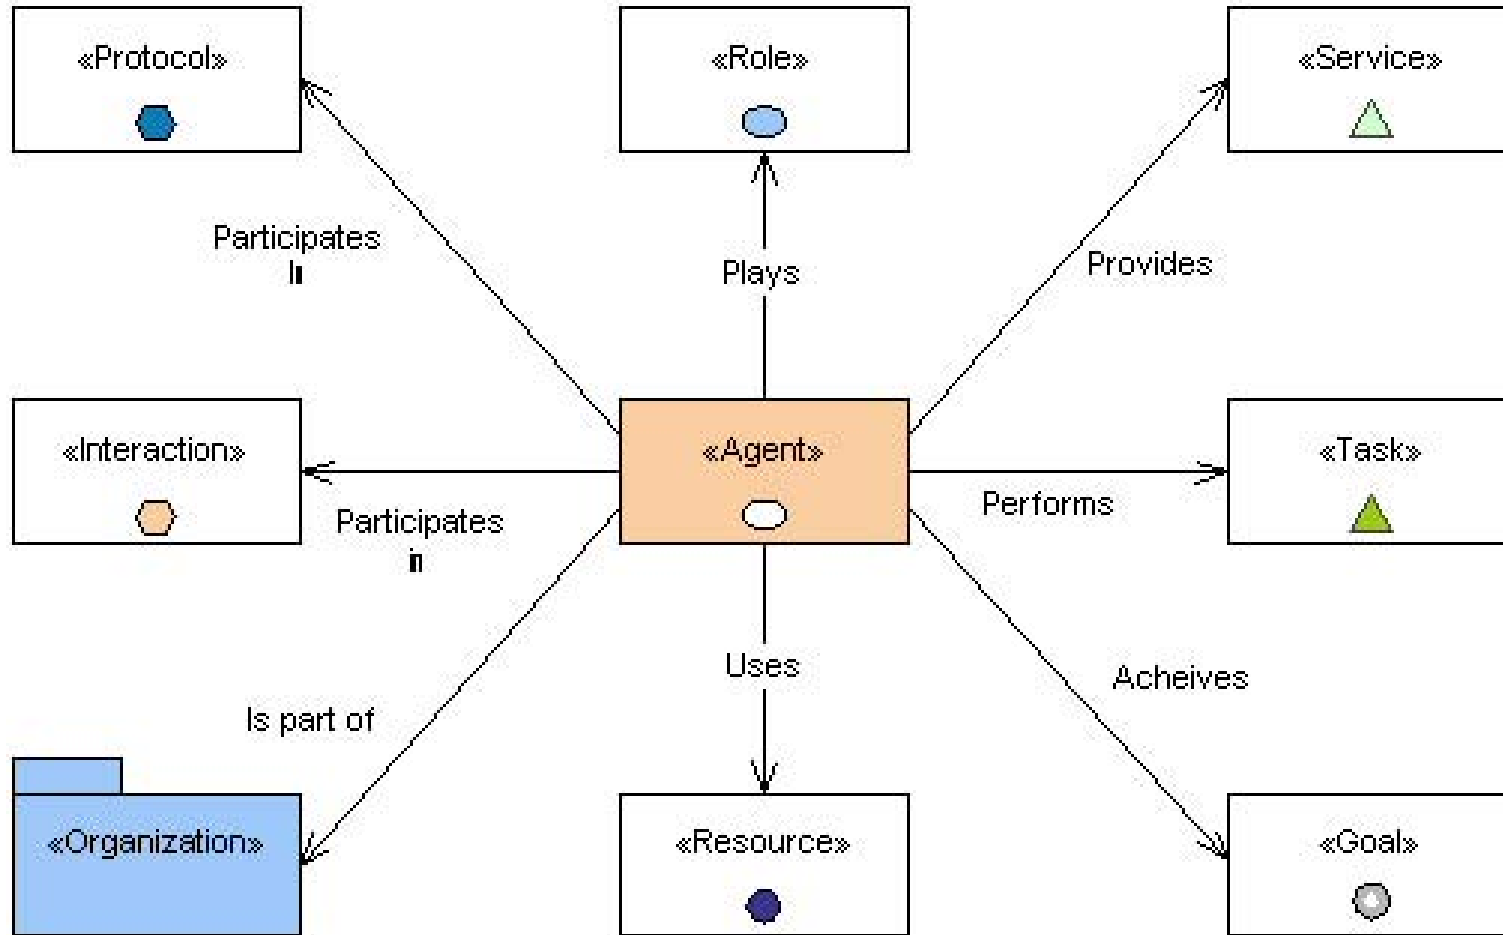 «Protocol»
«Role»
«Service»
Participates
In
Plays
Provides
«Interaction»
«Agent»
«Task»
Participates
in
Performs
Uses
Acheives
Is part of
«Organization»
«Resource»
«Goal»